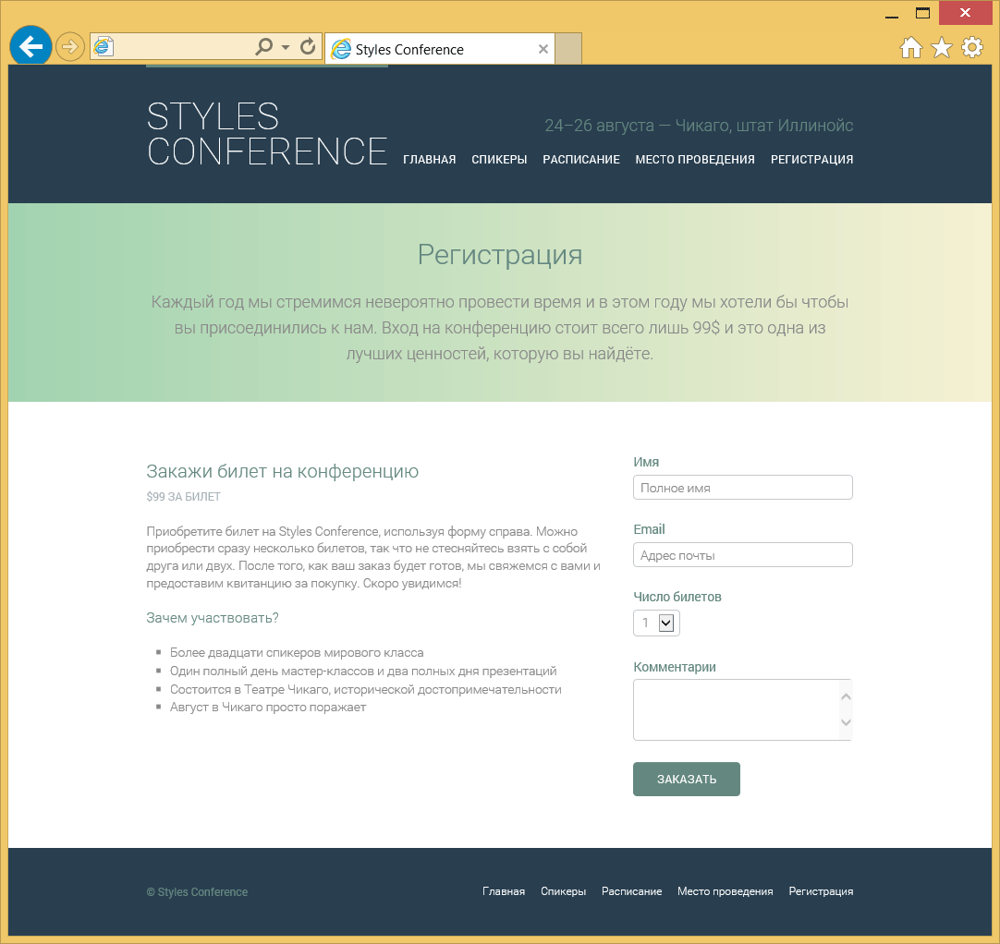 Styles Conference
STYLES
CONFERENCE
24–26 августа — Чикаго, штат Иллинойс
ГЛАВНАЯ СПИКЕРЫ РАСПИСАНИЕ МЕСТО ПРОВЕДЕНИЯ РЕГИСТРАЦИЯ
Регистрация
Каждый год мы стремимся невероятно провести время и в этом году мы хотели бы чтобы
вы присоединились к нам. Вход на конференцию стоит всего лишь 99$ и это одна из
лучших ценностей, которую вы найдёте.
Закажи билет на конференцию
$99 ЗА БИЛЕТ
Приобретите билет на Styles Conference, используя форму справа. Можно
приобрести сразу несколько билетов, так что не стесняйтесь взять с собой
друга или двух. После того, как ваш заказ будет готов, мы свяжемся с вами и
предоставим квитанцию за покупку. Скоро увидимся!
Зачем участвовать?
Более двадцати спикеров мирового класса
Один полный день мастер-классов и два полных дня презентаций
Состоится в Театре Чикаго, исторической достопримечательности
Август в Чикаго просто поражает
Имя
Полное имя
Email
Адрес почты
Число билетов
1
Комментарии
ЗАКАЗАТЬ
© Styles Conference
Главная Спикеры Расписание Место проведения Регистрация